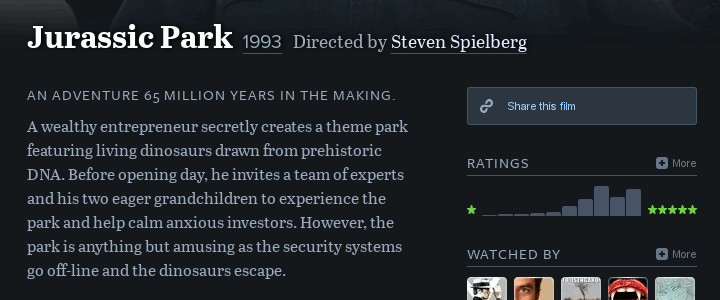 Jurassic Park 1993 Directed by Steven Spielberg
AN ADVENTURE 65 MILLION YEARS IN THE MAKING.
A wealthy entrepreneur secretly creates a theme park
featuring living dinosaurs drawn from prehistoric
DNA. Before opening day, he invites a team of experts
and his two eager grandchildren to experience the
park and help calm anxious investors. However, the
park is anything but amusing as the security systems
go off-line and the dinosaurs escape.
Share this film
RATINGS More
WATCHED BY More